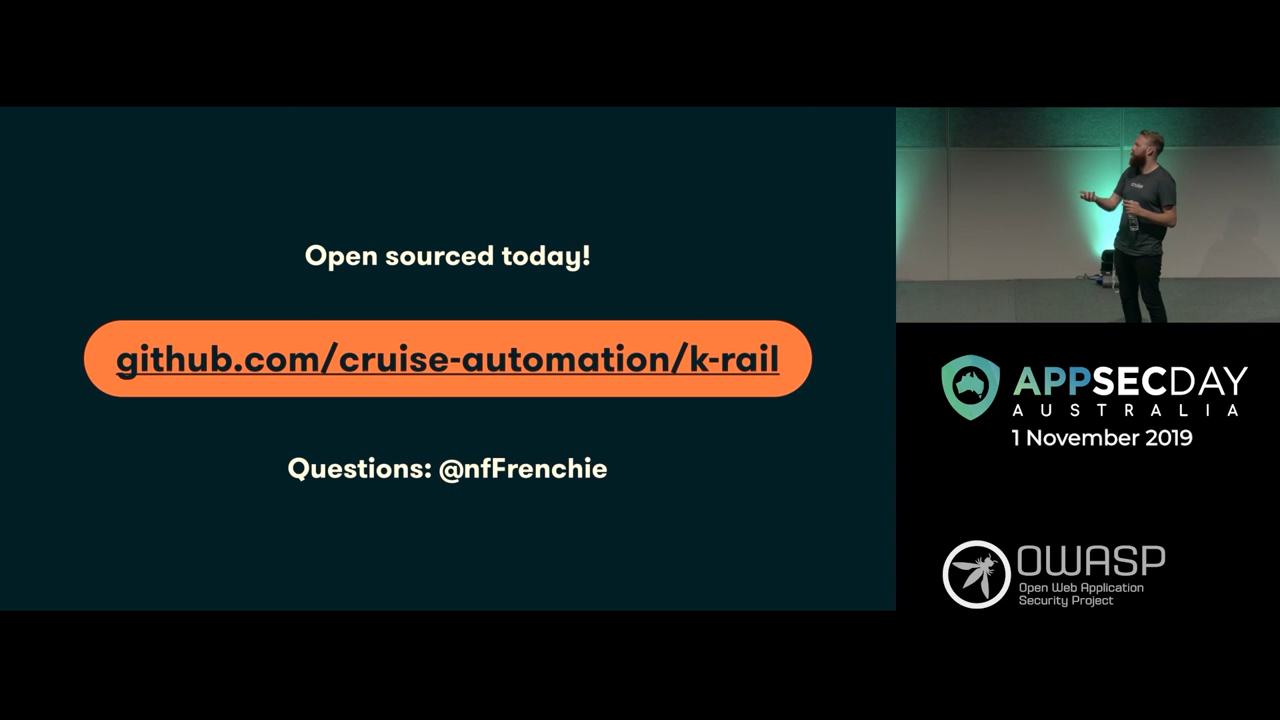 Open sourced today!
github.com/cruise-automation/k-rail
Questions: @nfFrenchie
cruise
APPSECDAY
AUSTRALIA
1 November 2019
OWASP
Open Web Application
Security Project